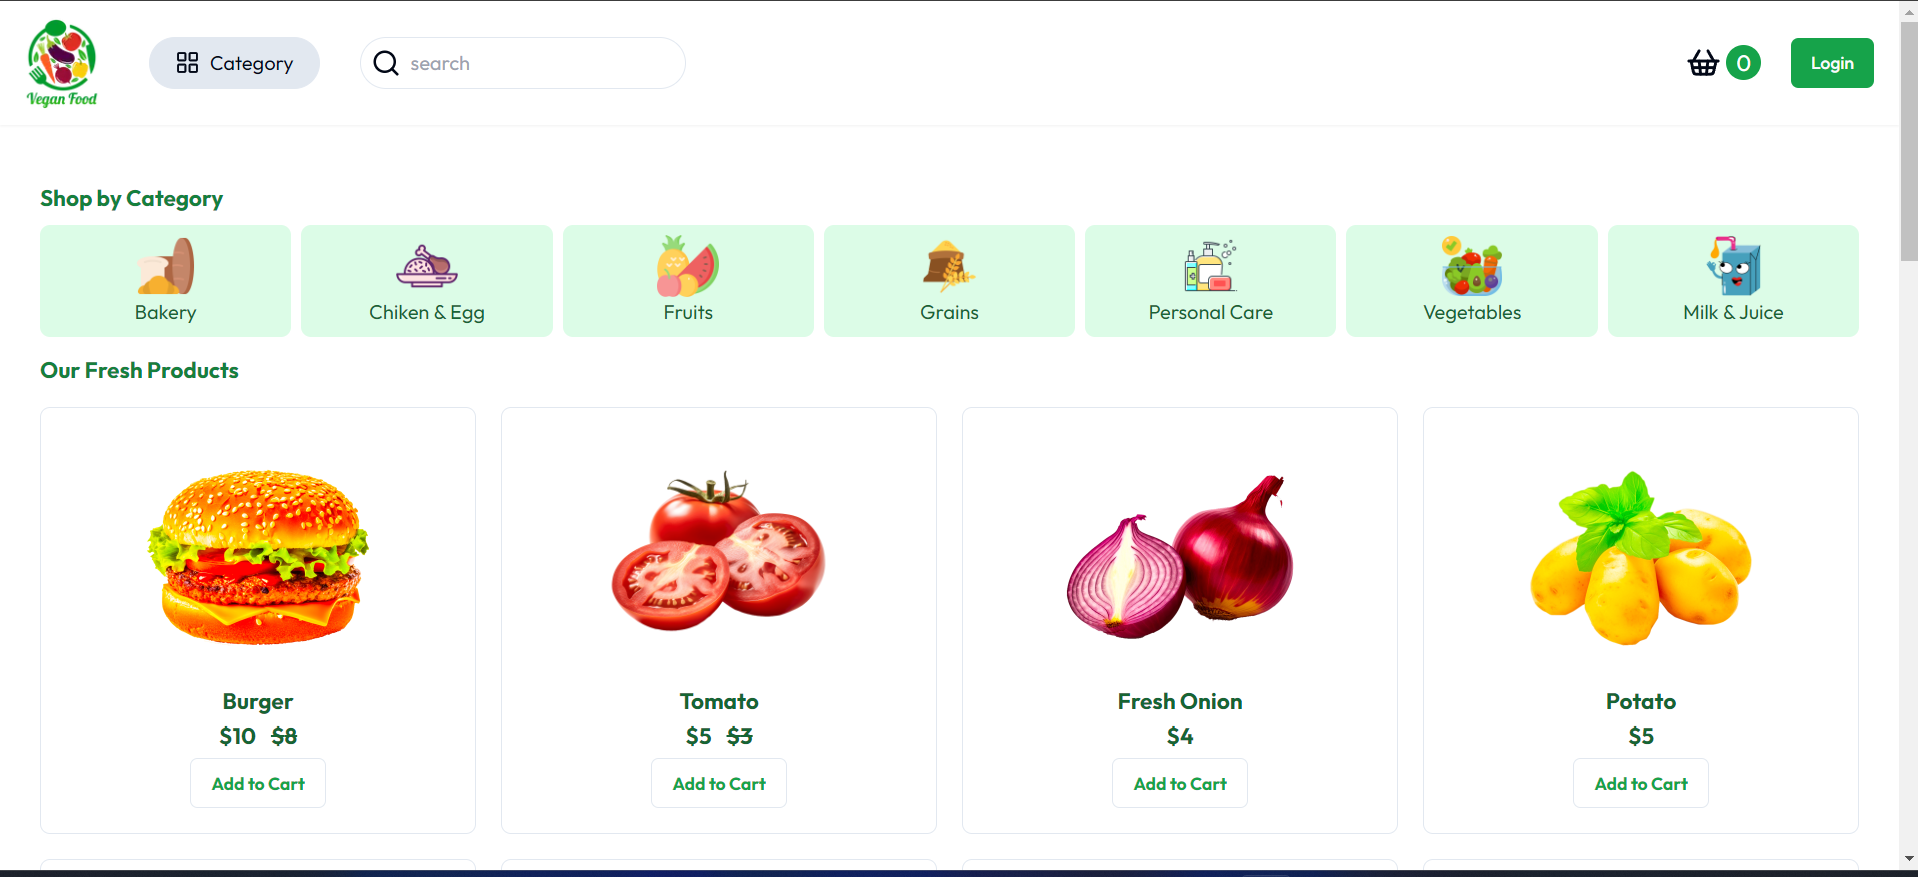 Vegan Food
Category
search
0
Login
Shop by Category
Bakery
Chiken & Egg
Fruits
Grains
Personal Care
Vegetables
Milk & Juice
Our Fresh Products
Burger
$10 $8
Add to Cart
Tomato
$5 $3
Add to Cart
Fresh Onion
$4
Add to Cart
Potato
$5
Add to Cart